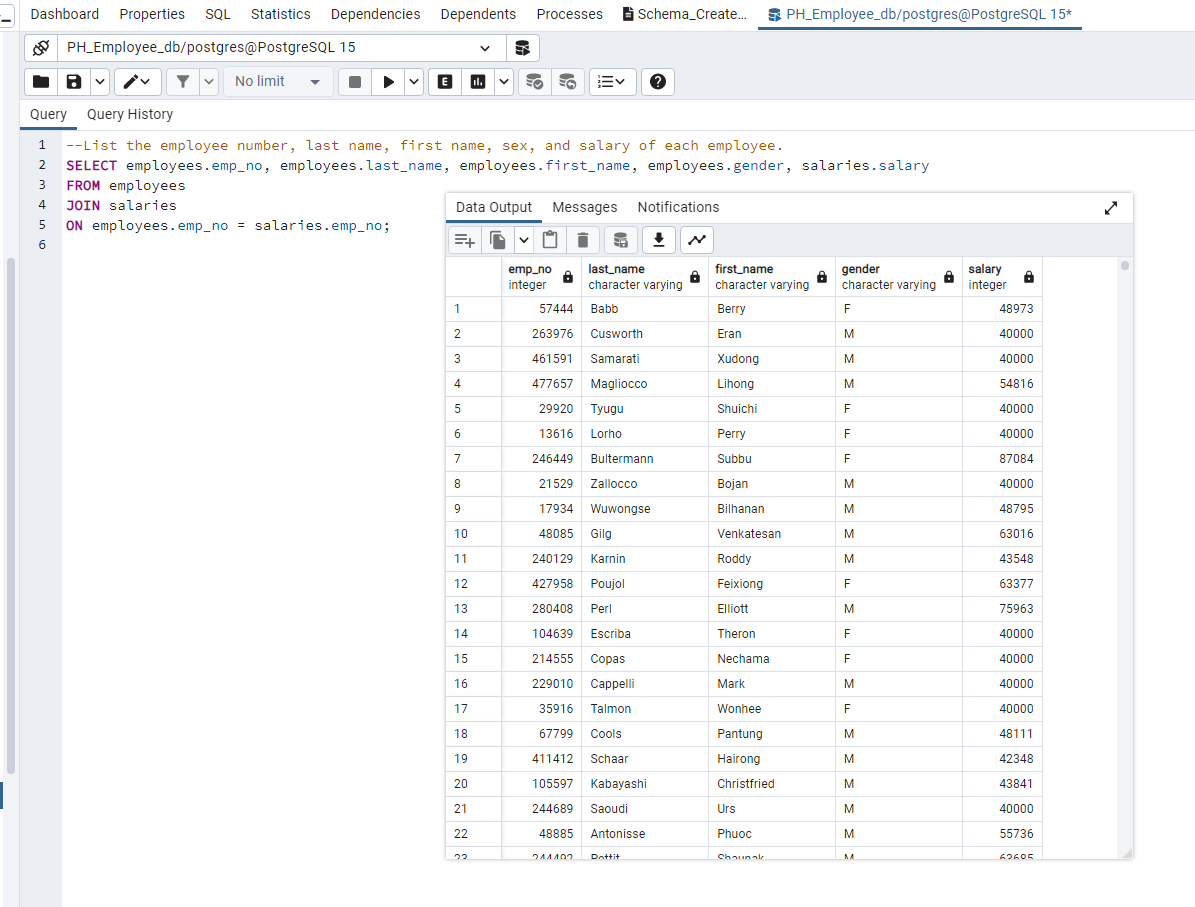 Dashboard Properties SQL Statistics Dependencies Dependents Processes Schema_Create... PH_Employee_db/postgres@PostgreSQL 15*
PH_Employee_db/postgres@PostgreSQL 15
No limit E
Query Query History
1 --List the employee number, last name, first name, sex, and salary of each employee.
2 SELECT employees.emp_no, employees.last_name, employees.first_name, employees.gender, salaries.salary
3 FROM employees
4 JOIN salaries
5 ON employees.emp_no = salaries.emp_no;
6
Data Output Messages Notifications
emp_no last_name first_name gender salary
integer character varying character varying character varying integer
1 57444 Babb Berry F 48973
2 263976 Cusworth Eran M 40000
3 461591 Samarati Xudong M 40000
4 477657 Magliocco Lihong M 54816
5 29920 Tyugu Shuichi F 40000
6 13616 Lorho Perry F 40000
7 246449 Bultermann Subbu F 87084
8 21529 Zallocco Bojan M 40000
9 17934 Wuwongse Bilhanan M 48795
10 48085 Gilg Venkatesan M 63016
11 240129 Karnin Roddy M 43548
12 427958 Poujol Feixiong F 63377
13 280408 Perl Elliott M 75963
14 104639 Escriba Theron F 40000
15 214555 Copas Nechama F 40000
16 229010 Cappelli Mark M 40000
17 35916 Talmon Wonhee F 40000
18 67799 Cools Pantung M 48111
19 411412 Schaar Hairong M 42348
20 105597 Kabayashi Christfried M 43841
21 244689 Saoudi Urs M 40000
22 48885 Antonisse Phuoc M 55736
23 244492 Pettit Shaunak M 63685